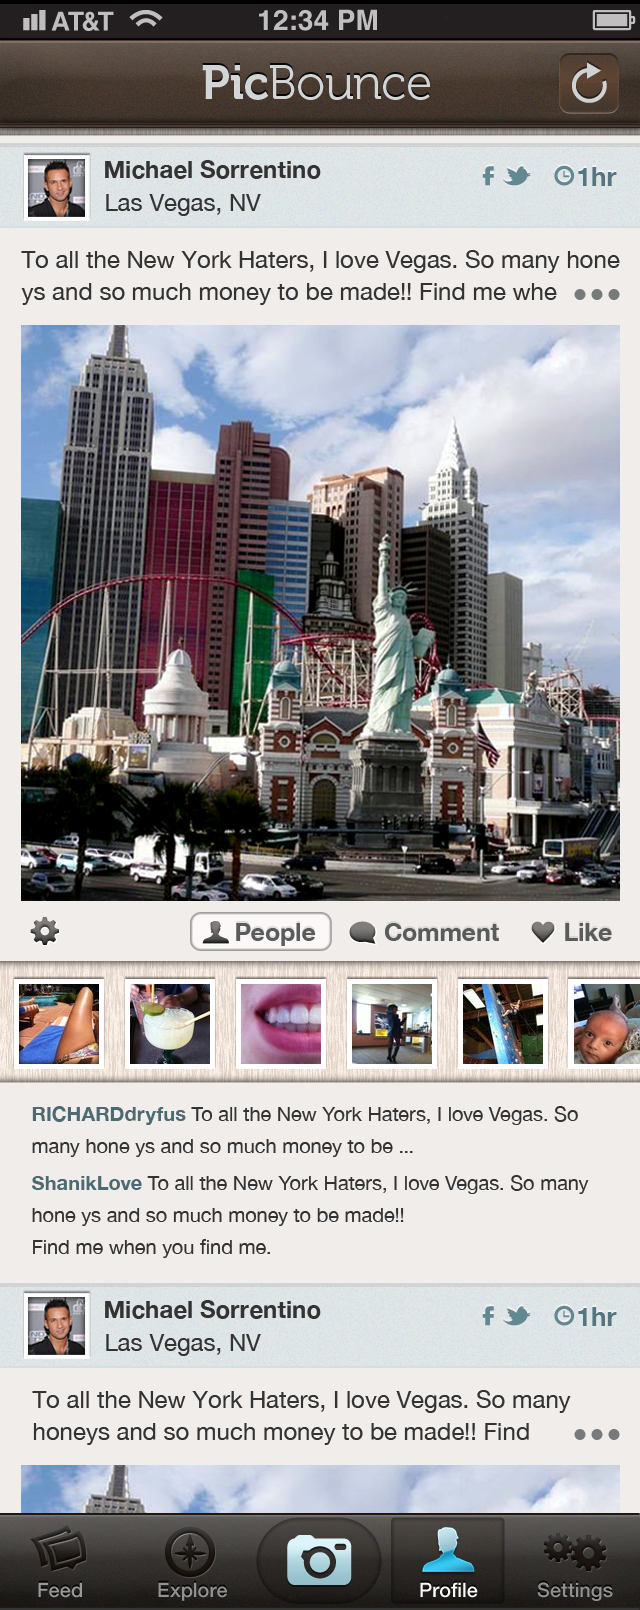 AT&T 12:34 PM
PicBounce
Michael Sorrentino
Las Vegas, NV
1hr
To all the New York Haters, I love Vegas. So many hone
ys and so much money to be made!! Find me whe
People Comment Like
RICHARDdryfus To all the New York Haters, I love Vegas. So
many hone ys and so much money to be ...
ShanikLove To all the New York Haters, I love Vegas. So many
hone ys and so much money to be made!!
Find me when you find me.
Michael Sorrentino
Las Vegas, NV
1hr
To all the New York Haters, I love Vegas. So many
honeys and so much money to be made!! Find
Feed Explore Profile Settings